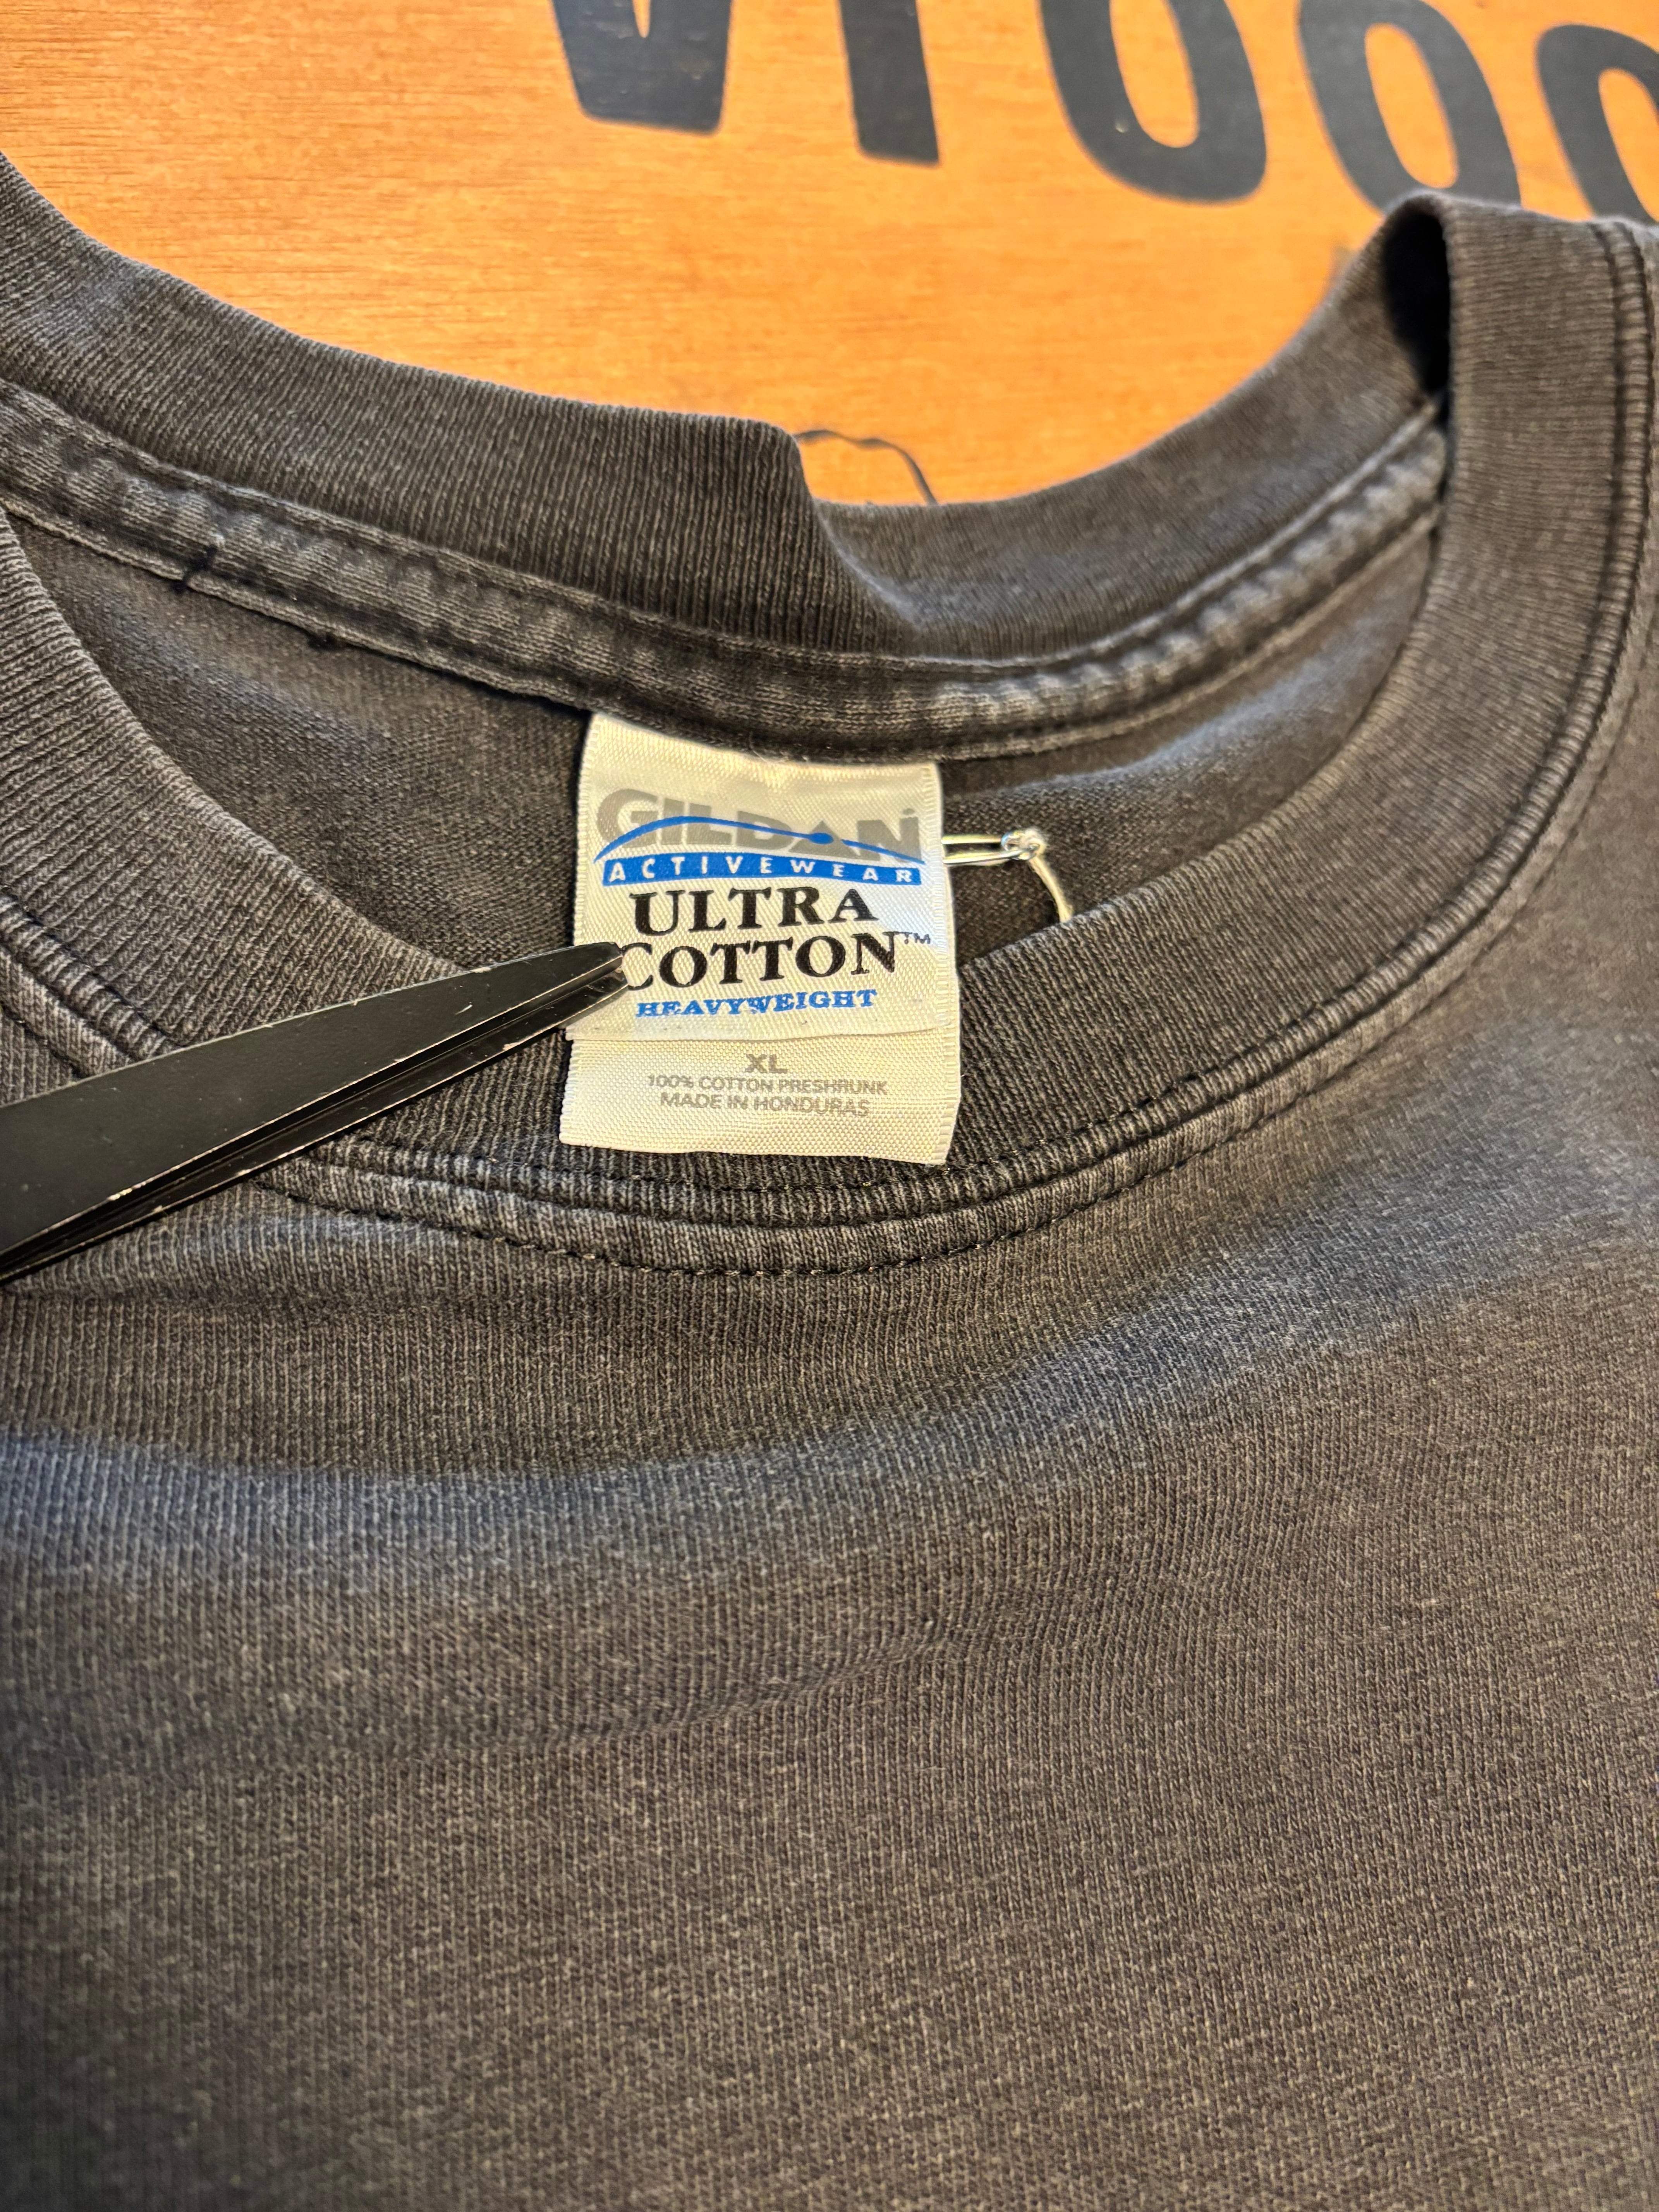 GILDAN
ACTIVEWEAR
ULTRA
COTTON™
HEAVYWEIGHT
XL
100% COTTON PRESHRUNK
MADE IN HONDURAS